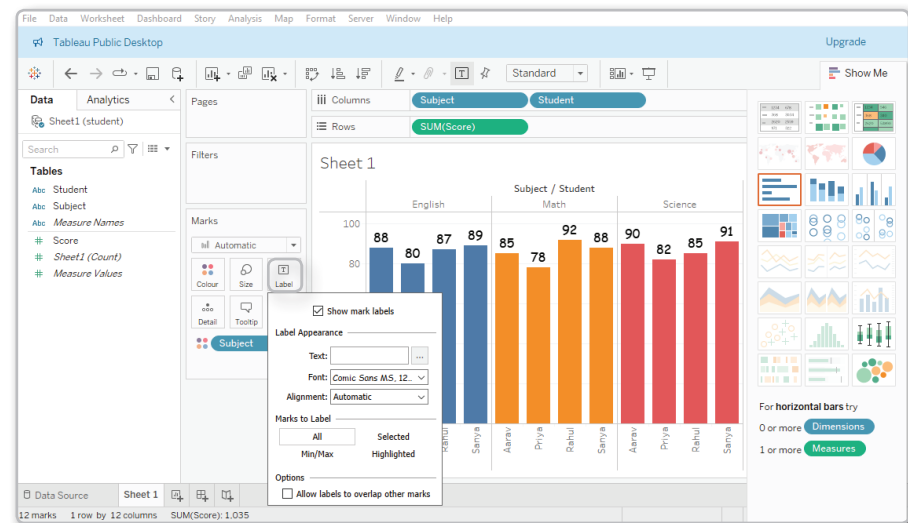 File Data Worksheet Dashboard Story Analysis Map Format Server Window Help
Tableau Public Desktop
Upgrade
Standard
Show Me
Data Analytics
Sheet1 (student)
Search
Tables
Abc Student
Abc Subject
Abc Measure Names
# Score
# Sheet1 (Count)
# Measure Values
Pages
Filters
Marks
Automatic
Colour Size Label
Detail Tooltip
Subject
Columns Subject Student
Rows SUM(Score)
Sheet 1
Subject / Student
English Math Science
100
80
88 80 87 89 85 78 92 88 90 82 85 91
Rahul Sanya Aarav Priya Rahul Sanya Aarav Priya Rahul Sanya
Show mark labels
Label Appearance
Text: ...
Font: Comic Sans MS, 12...
Alignment: Automatic
Marks to Label
All Selected
Min/Max Highlighted
Options
Allow labels to overlap other marks
For horizontal bars try
0 or more Dimensions
1 or more Measures
Data Source Sheet 1
12 marks 1 row by 12 columns SUM(Score): 1,035